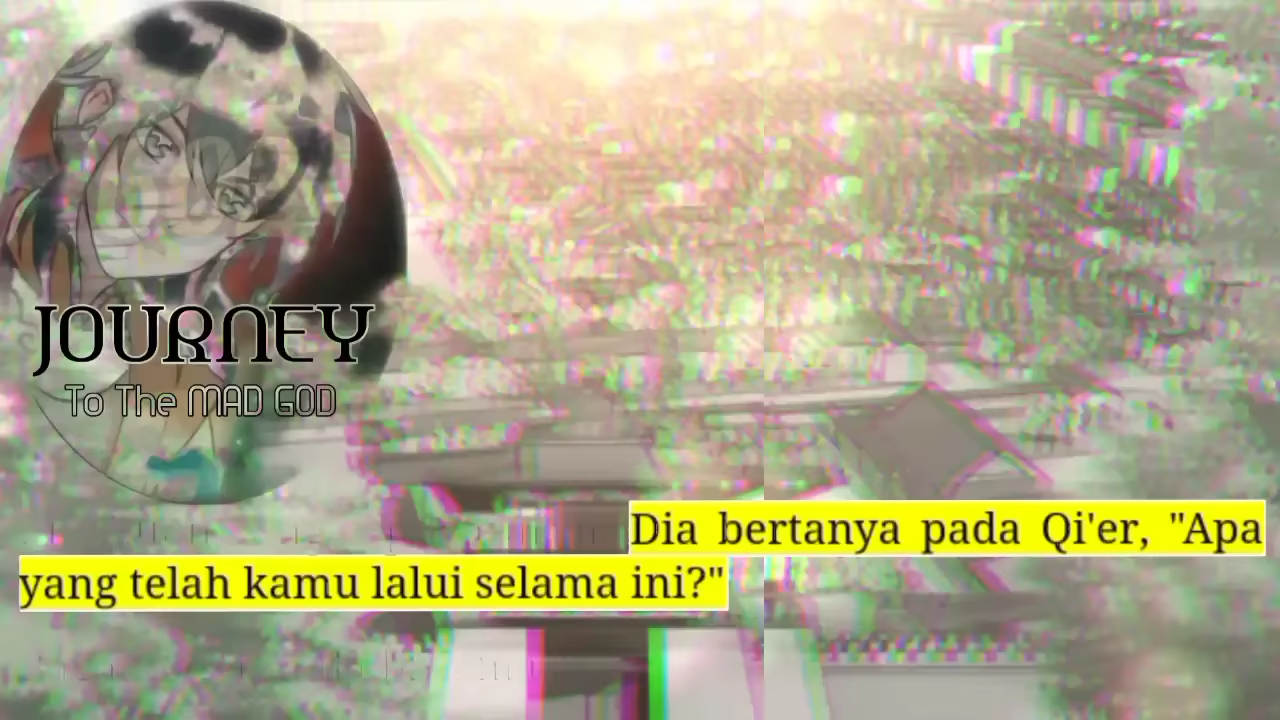 JOURNEY
To The MAD GOD
Dia bertanya pada Qi'er, "Apa
yang telah kamu lalui selama ini?"